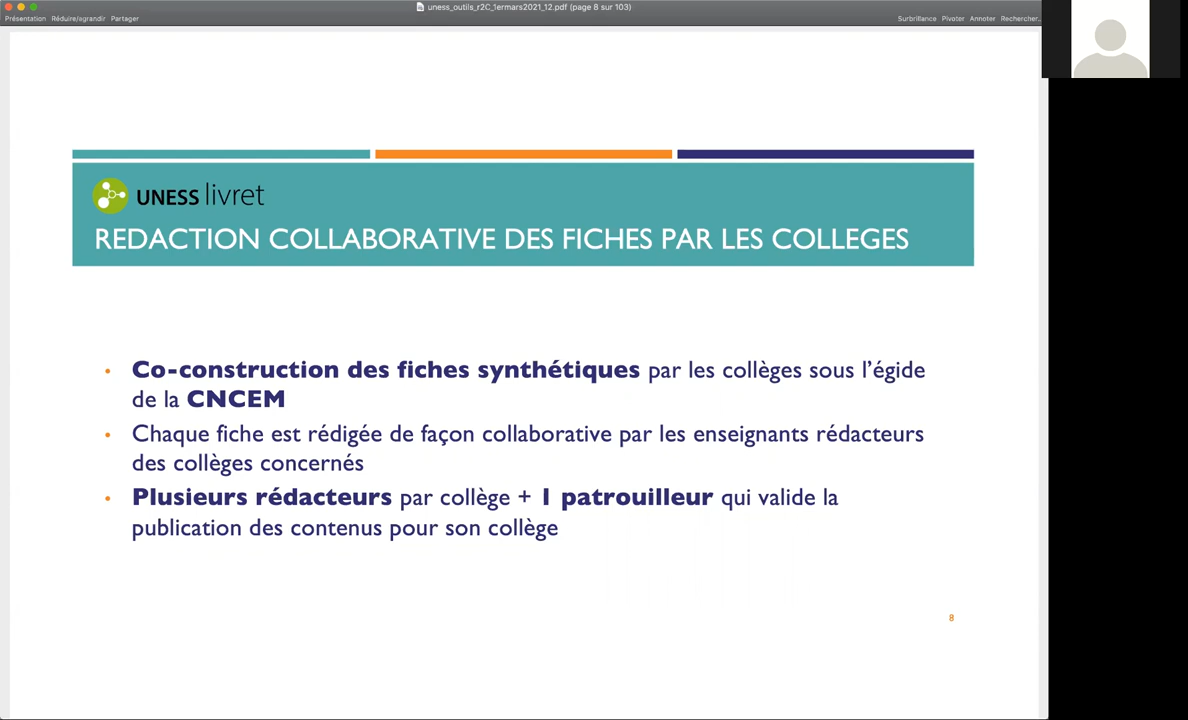 uness_outils_r2C_1ermars2021_12.pdf (page 8 sur 103)
Présentation Réduire/agrandir Partager
Surbrillance Pivoter Annoter Rechercher...
UNESS livret
REDACTION COLLABORATIVE DES FICHES PAR LES COLLEGES
• Co-construction des fiches synthétiques par les collèges sous l’égide
de la CNCEM
• Chaque fiche est rédigée de façon collaborative par les enseignants rédacteurs
des collèges concernés
• Plusieurs rédacteurs par collège + 1 patrouilleur qui valide la
publication des contenus pour son collège
8